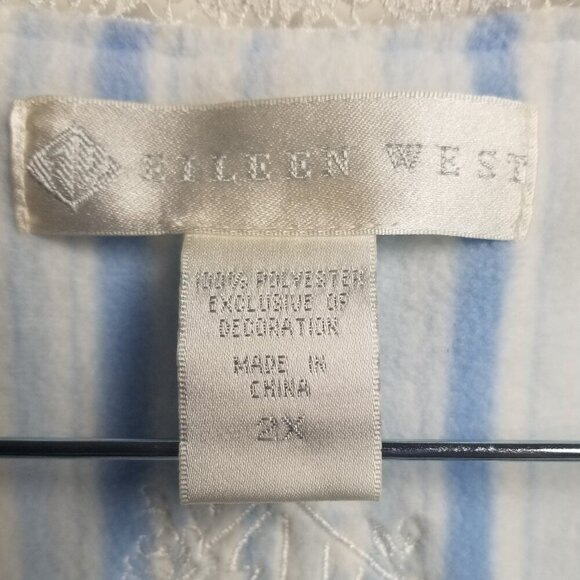 EILEEN WEST
100% POLYESTER
EXCLUSIVE OF
DECORATION
MADE IN
CHINA
2X